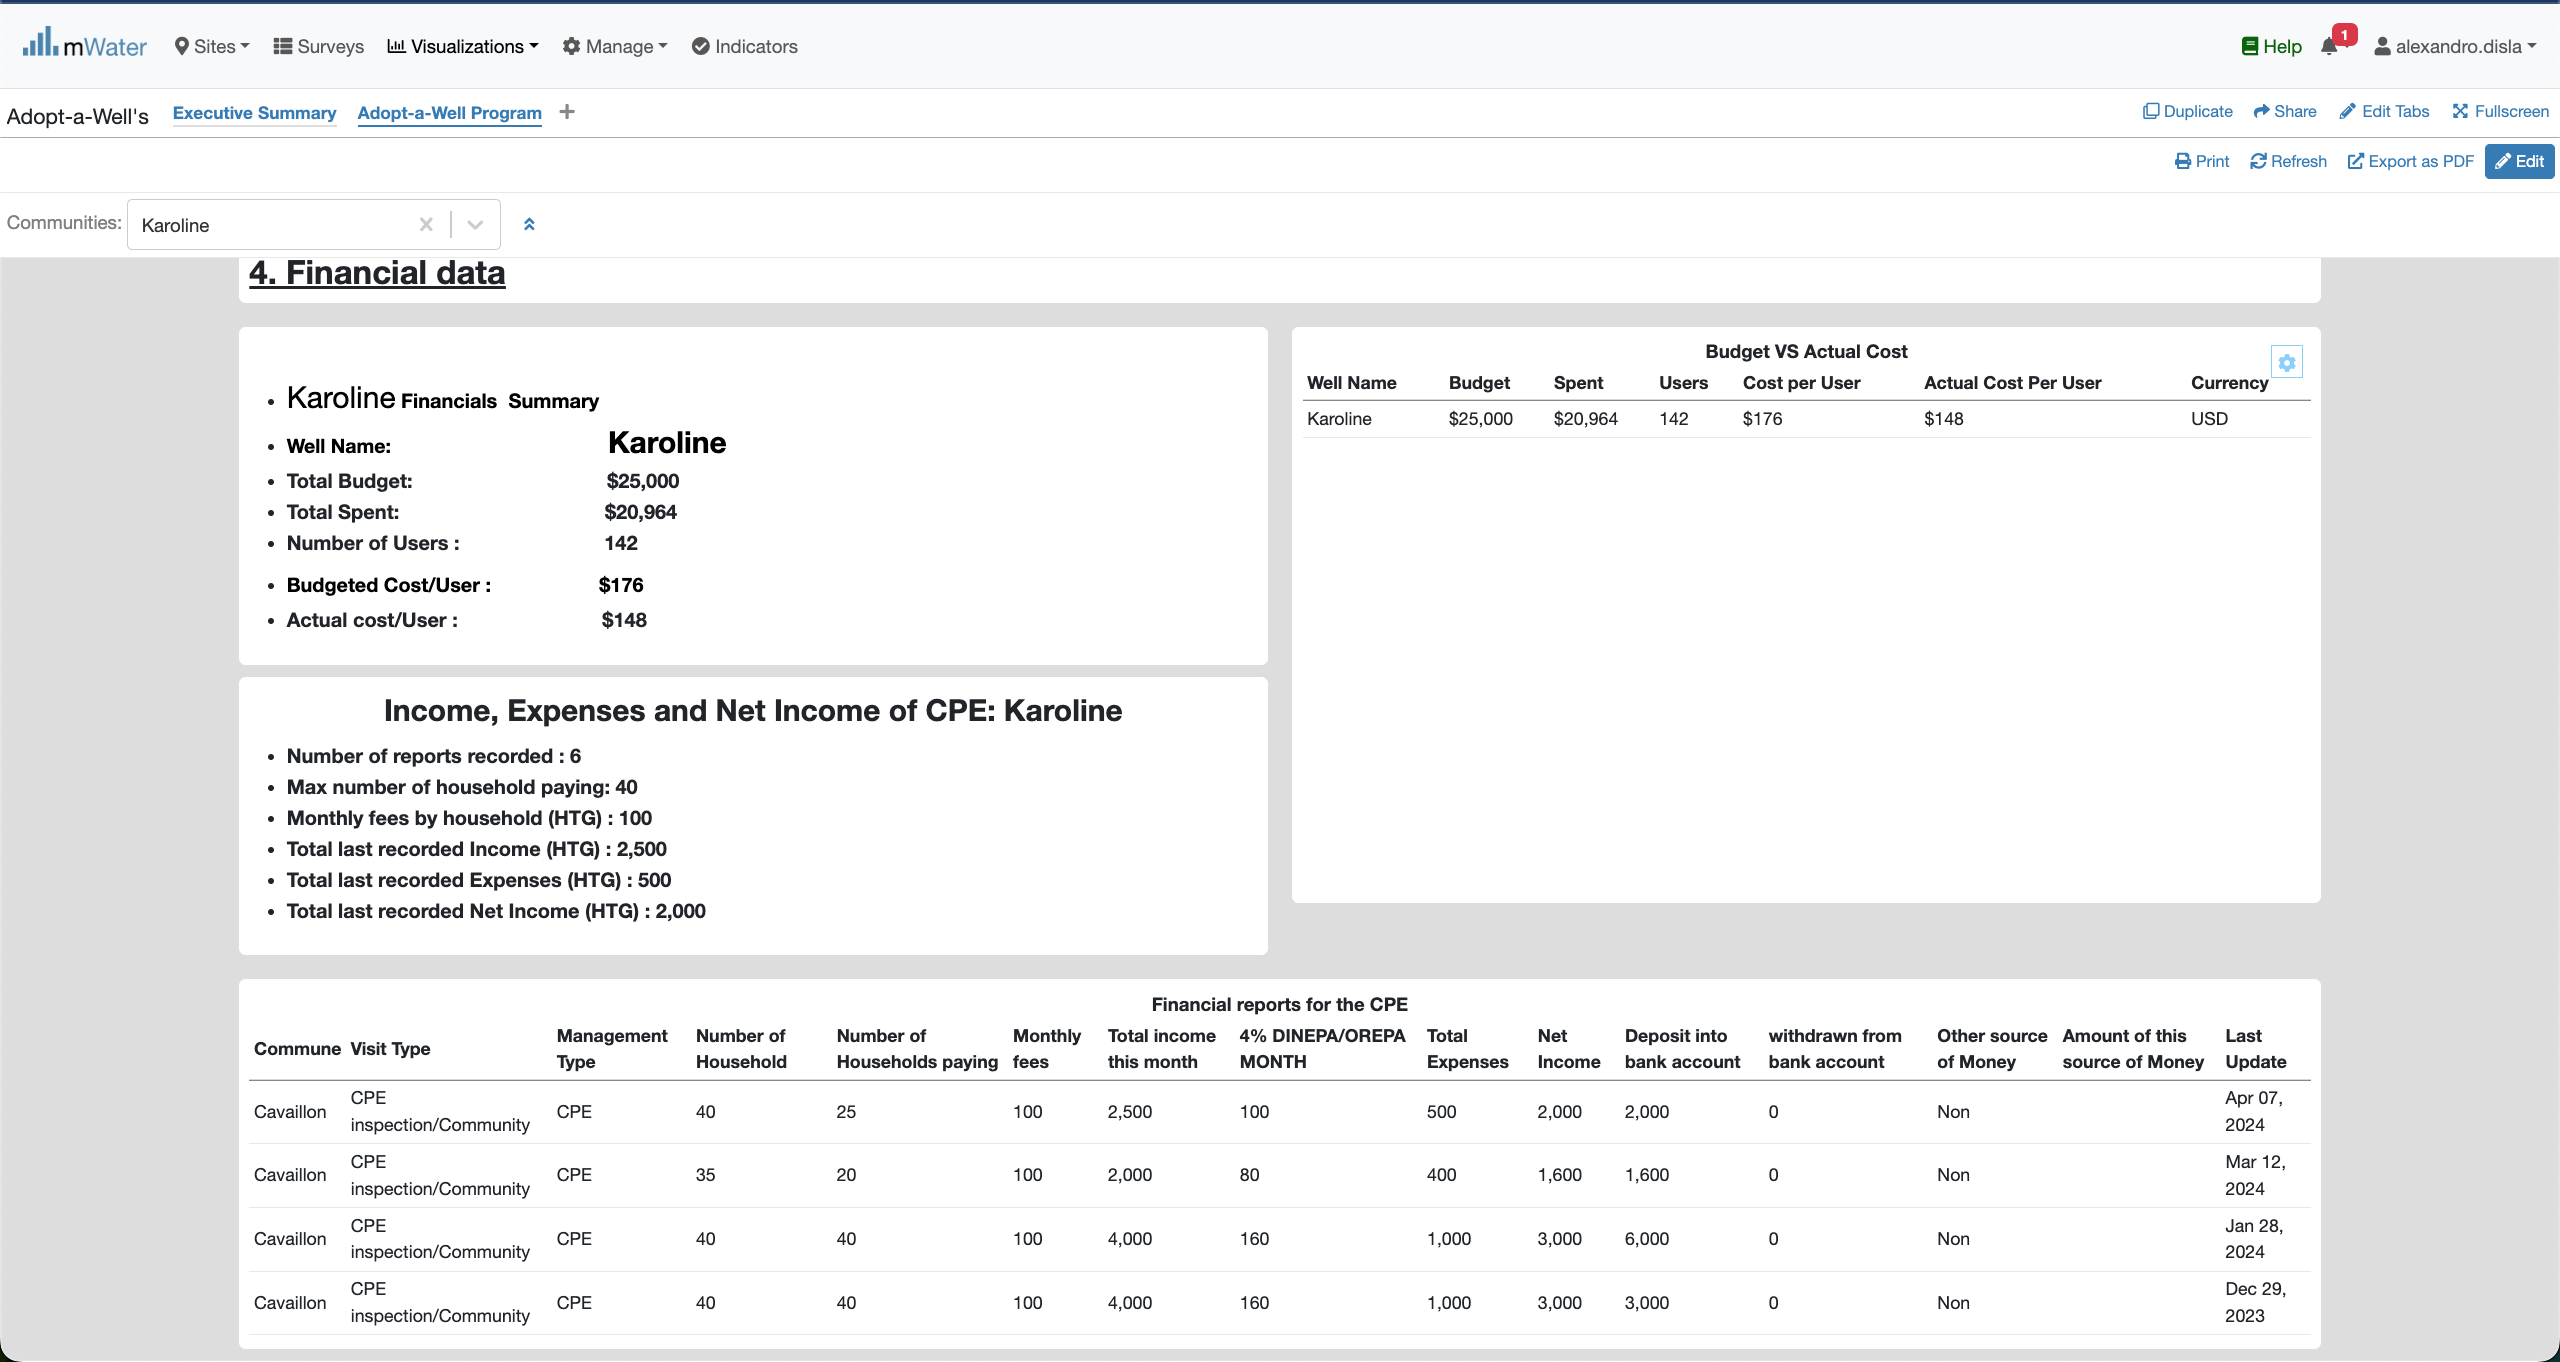 mWater Sites Surveys Visualizations Manage Indicators Help 1 alexandro.disla
Adopt-a-Well's Executive Summary Adopt-a-Well Program + Duplicate Share Edit Tabs Fullscreen
Print Refresh Export as PDF Edit
Communities: Karoline
4. Financial data
• Karoline Financials Summary
• Well Name: Karoline
• Total Budget: $25,000
• Total Spent: $20,964
• Number of Users : 142
• Budgeted Cost/User : $176
• Actual cost/User : $148
Budget VS Actual Cost
Well Name Budget Spent Users Cost per User Actual Cost Per User Currency
Karoline $25,000 $20,964 142 $176 $148 USD
Income, Expenses and Net Income of CPE: Karoline
• Number of reports recorded : 6
• Max number of household paying: 40
• Monthly fees by household (HTG) : 100
• Total last recorded Income (HTG) : 2,500
• Total last recorded Expenses (HTG) : 500
• Total last recorded Net Income (HTG) : 2,000
Financial reports for the CPE
Commune Visit Type Management Type Number of Household Number of Households paying Monthly fees Total income this month 4% DINEPA/OREPA MONTH Total Expenses Net Income Deposit into bank account withdrawn from bank account Other source of Money Amount of this source of Money Last Update
Cavaillon CPE inspection/Community CPE 40 25 100 2,500 100 500 2,000 2,000 0 Non Apr 07, 2024
Cavaillon CPE inspection/Community CPE 35 20 100 2,000 80 400 1,600 1,600 0 Non Mar 12, 2024
Cavaillon CPE inspection/Community CPE 40 40 100 4,000 160 1,000 3,000 6,000 0 Non Jan 28, 2024
Cavaillon CPE inspection/Community CPE 40 40 100 4,000 160 1,000 3,000 3,000 0 Non Dec 29, 2023